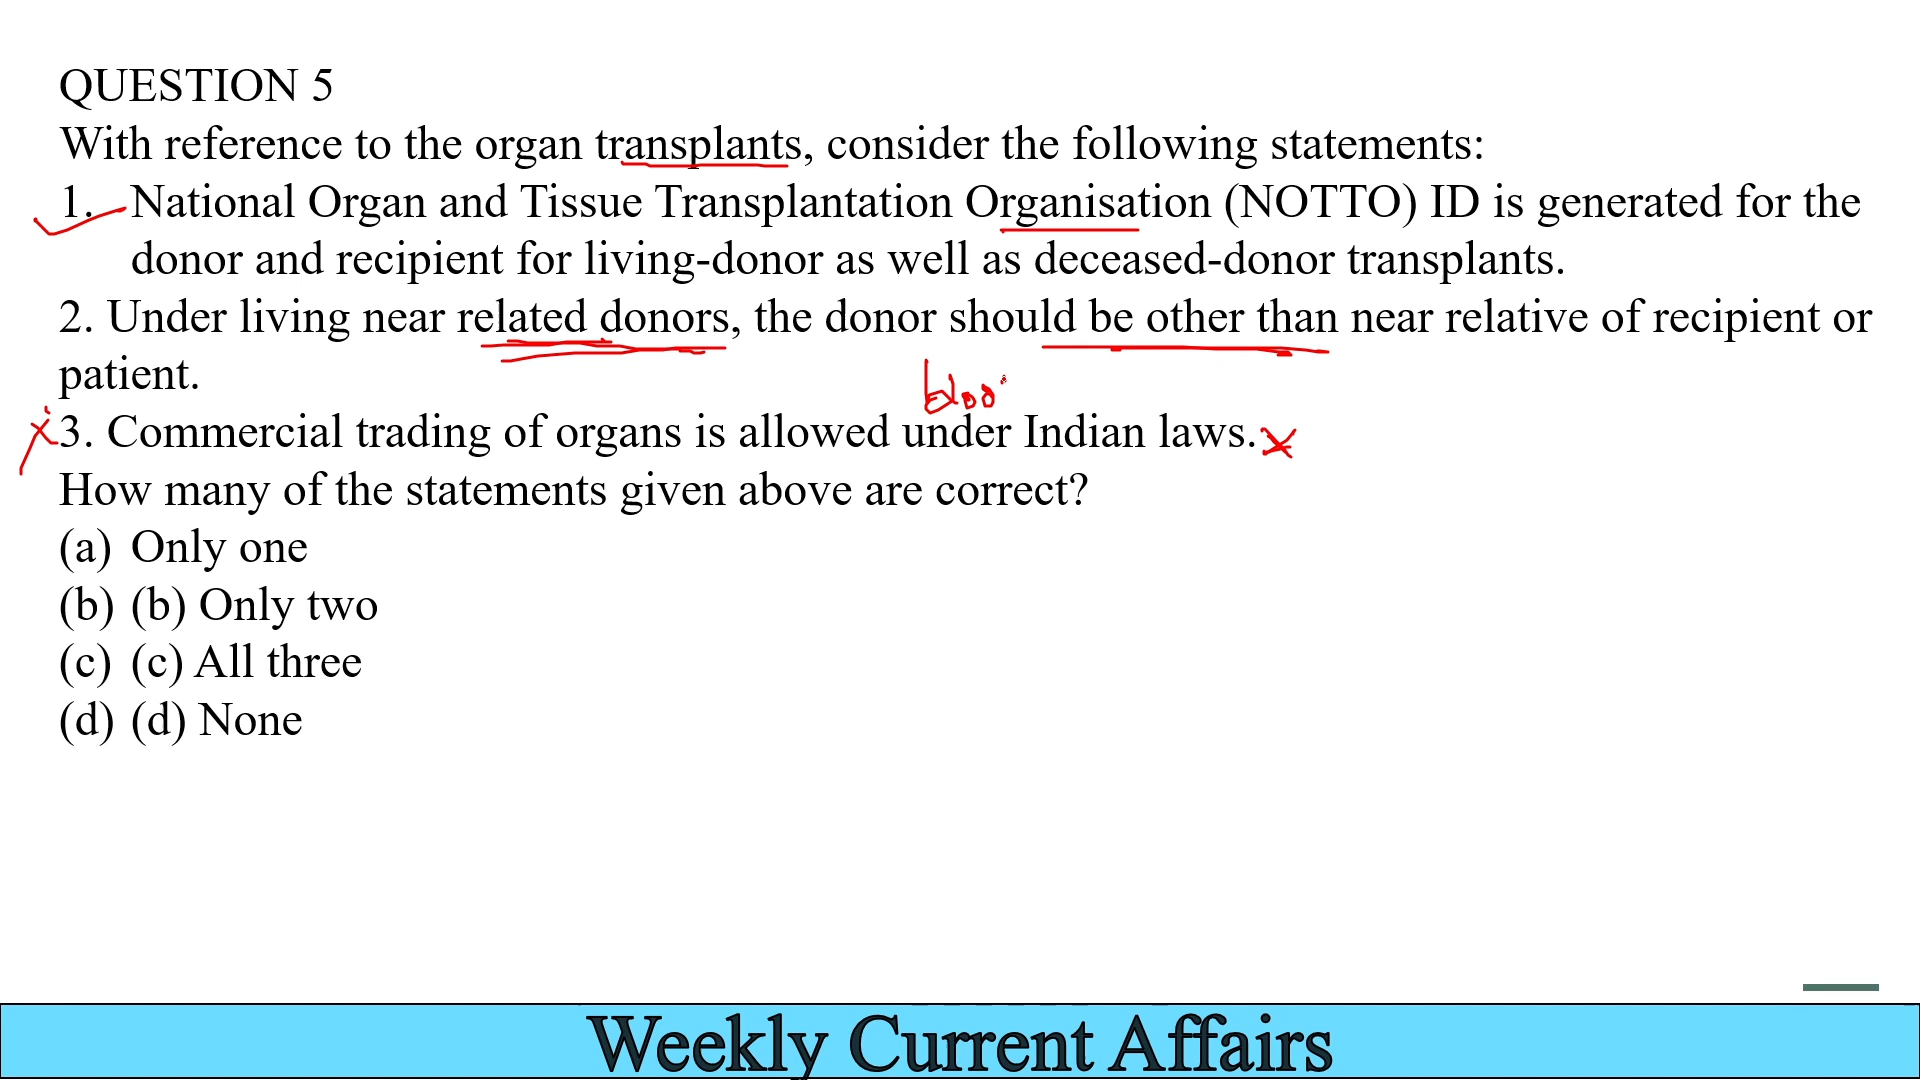 QUESTION 5
With reference to the organ transplants, consider the following statements:
1. National Organ and Tissue Transplantation Organisation (NOTTO) ID is generated for the
donor and recipient for living-donor as well as deceased-donor transplants.
2. Under living near related donors, the donor should be other than near relative of recipient or
patient.
bloo
3. Commercial trading of organs is allowed under Indian laws.
How many of the statements given above are correct?
(a) Only one
(b) (b) Only two
(c) (c) All three
(d) (d) None
Weekly Current Affairs